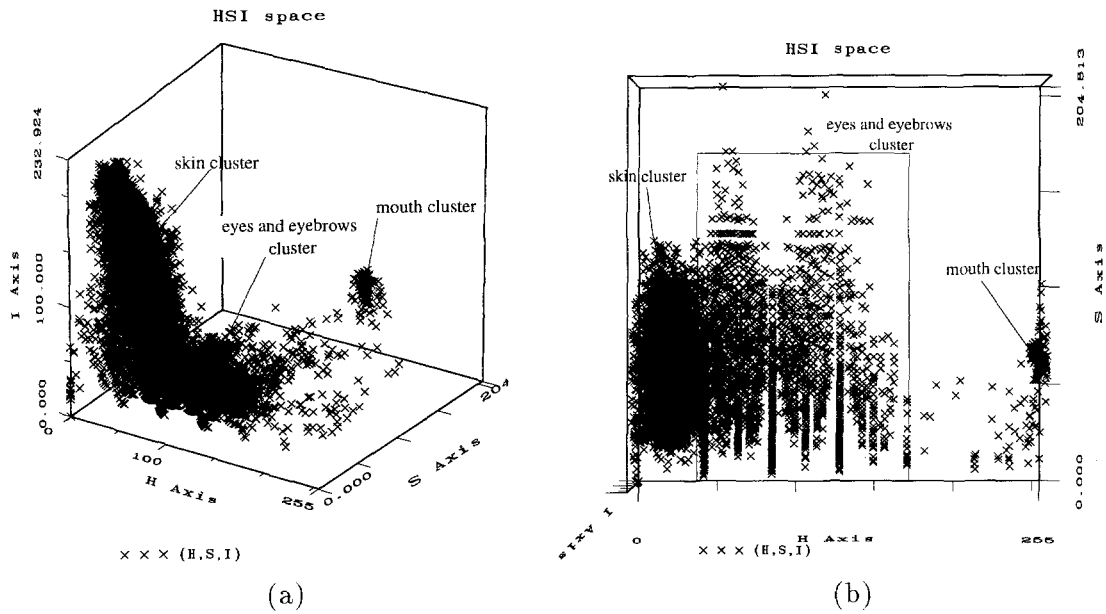 HSI space
232.924
I Axis
100.000
0.000
0
100
H Axis
255
0.000
S Axis
skin cluster
eyes and eyebrows
cluster
mouth cluster
× × × (H,S,I)
(a)
HSI space
204.813
S Axis
0.000
eyes and eyebrows
cluster
skin cluster
mouth cluster
I Axis
0
H Axis
255
× × × (H,S,I)
(b)